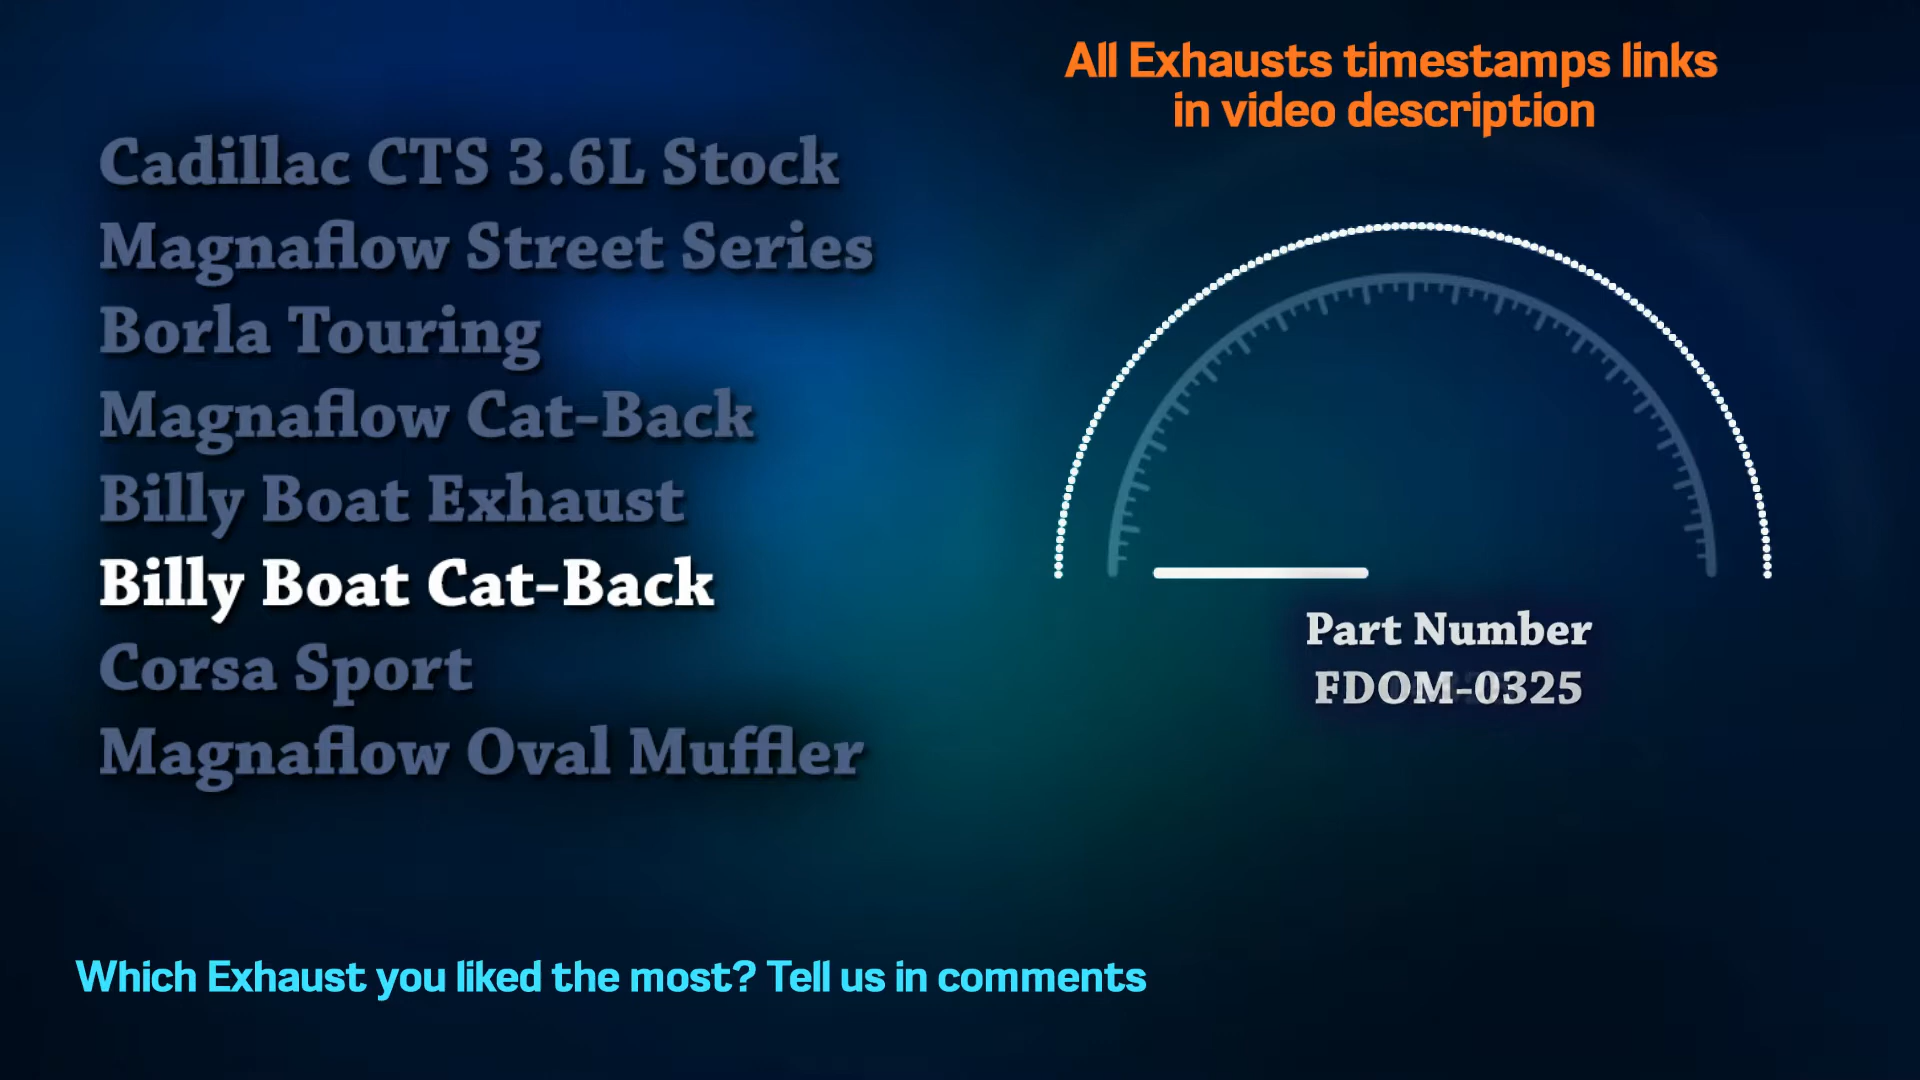 All Exhausts timestamps links
in video description
Cadillac CTS 3.6L Stock
Magnaflow Street Series
Borla Touring
Magnaflow Cat-Back
Billy Boat Exhaust
Billy Boat Cat-Back
Corsa Sport
Magnaflow Oval Muffler
Part Number
FDOM-0325
Which Exhaust you liked the most? Tell us in comments